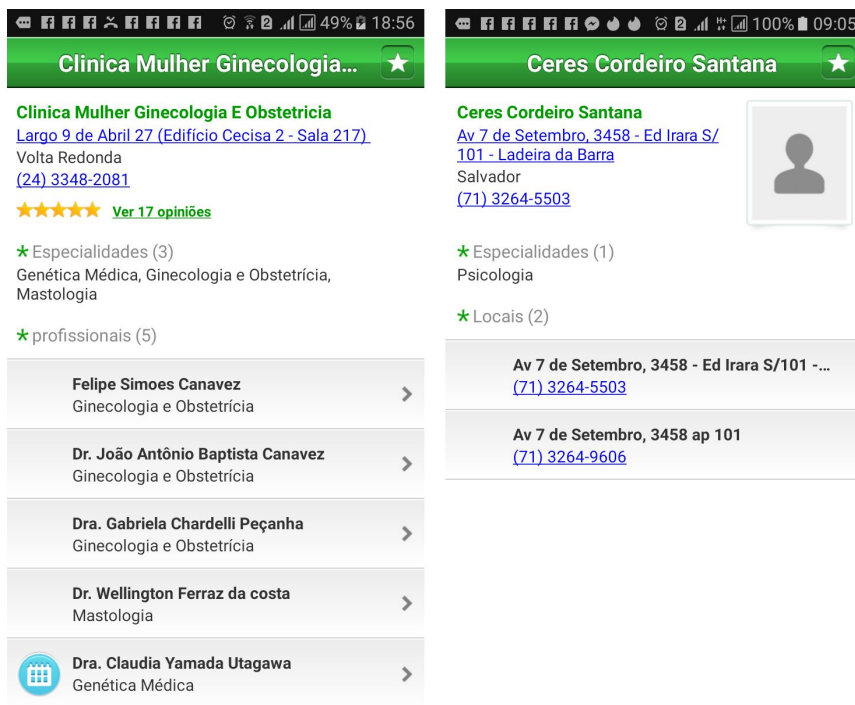 49% 18:56
Clinica Mulher Ginecologia...
Clinica Mulher Ginecologia E Obstetricia
Largo 9 de Abril 27 (Edifício Cecisa 2 - Sala 217)
Volta Redonda
(24) 3348-2081
Ver 17 opiniões
Especialidades (3)
Genética Médica, Ginecologia e Obstetrícia,
Mastologia
profissionais (5)
Felipe Simoes Canavez
Ginecologia e Obstetrícia
Dr. João Antônio Baptista Canavez
Ginecologia e Obstetrícia
Dra. Gabriela Chardelli Peçanha
Ginecologia e Obstetrícia
Dr. Wellington Ferraz da costa
Mastologia
Dra. Claudia Yamada Utagawa
Genética Médica
100% 09:05
Ceres Cordeiro Santana
Ceres Cordeiro Santana
Av 7 de Setembro, 3458 - Ed Irara S/
101 - Ladeira da Barra
Salvador
(71) 3264-5503
Especialidades (1)
Psicologia
Locais (2)
Av 7 de Setembro, 3458 - Ed Irara S/101 -...
(71) 3264-5503
Av 7 de Setembro, 3458 ap 101
(71) 3264-9606